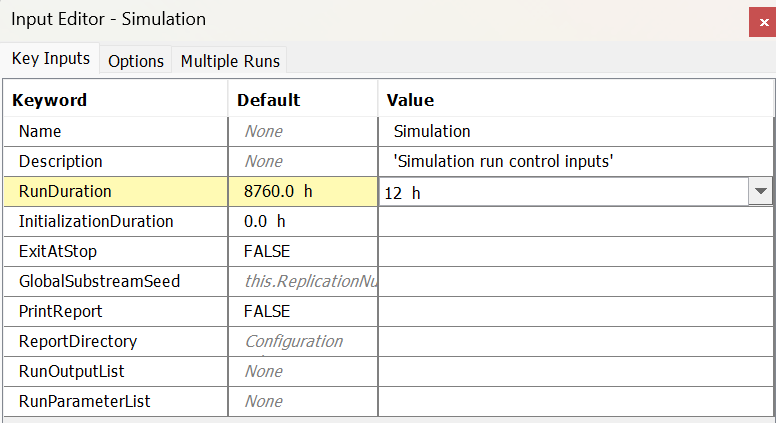 Input Editor - Simulation
x
Key Inputs Options Multiple Runs
Keyword Default Value
Name None Simulation
Description None 'Simulation run control inputs'
RunDuration 8760.0 h 12 h
InitializationDuration 0.0 h
ExitAtStop FALSE
GlobalSubstreamSeed this.ReplicationNu
PrintReport FALSE
ReportDirectory Configuration
RunOutputList None
RunParameterList None